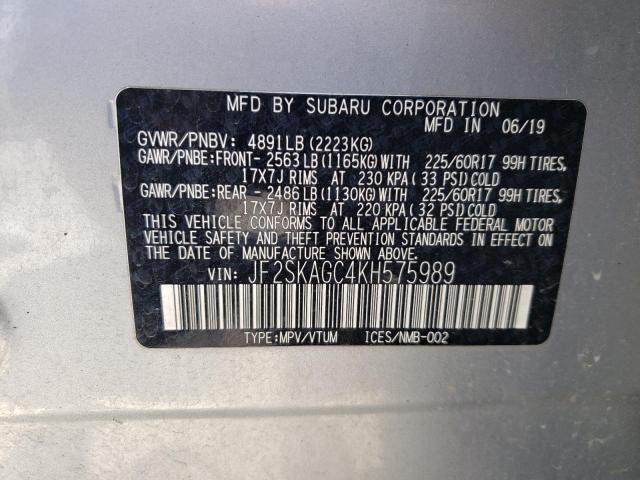 MFD BY SUBARU CORPORATION
MFD IN 06/19
GVWR/PNBV: 4891LB(2223KG)
GAWR/PNBE:FRONT- 2563LB(1165KG)WITH 225/60R17 99H TIRES,
17X7J RIMS AT 230 KPA(33 PSI)COLD
GAWR/PNBE:REAR - 2486LB(1130KG)WITH 225/60R17 99H TIRES,
17X7J RIMS AT 220 KPA(32 PSI)COLD
THIS VEHICLE CONFORMS TO ALL APPLICABLE FEDERAL MOTOR
VEHICLE SAFETY AND THEFT PREVENTION STANDARDS IN EFFECT
ON THE DATE OF MANUFACTURE SHOWN ABOVE.
VIN: JF2SKAGC4KH575989
TYPE:MPV/VTUM ICES/NMB-002